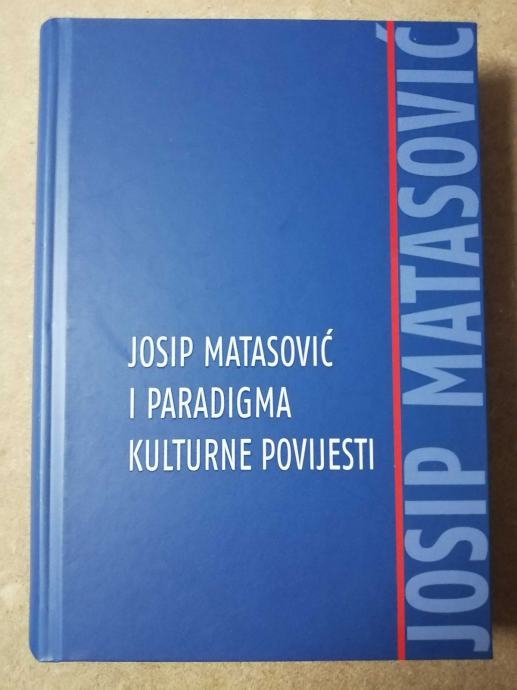 JOSIP MATASOVIĆ
I PARADIGMA
KULTURNE POVIJESTI
JOSIP MATASOVIĆ